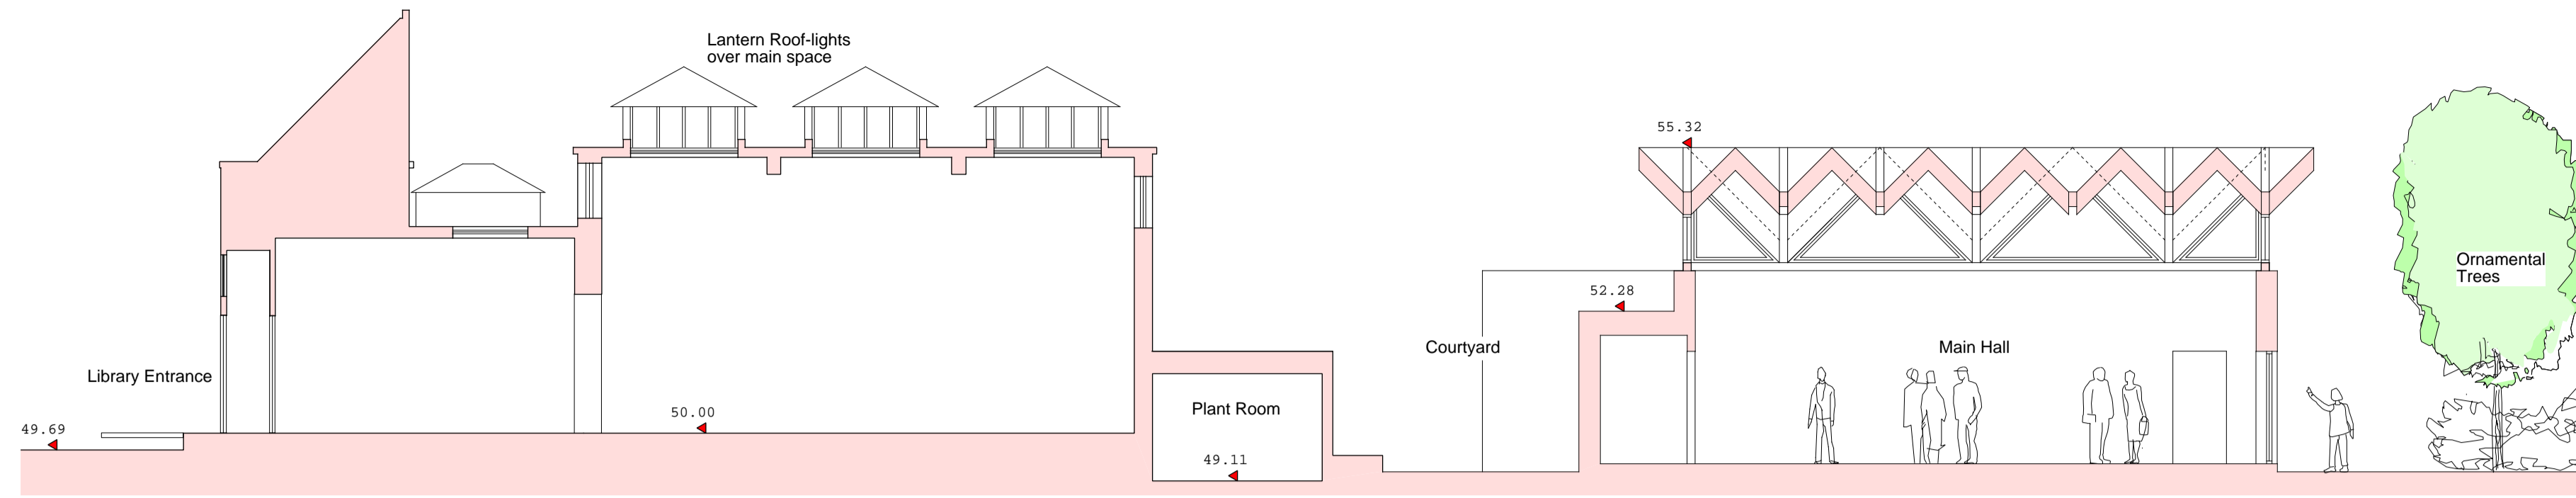 Lantern Roof-lights
over main space
55.32
Ornamental
Trees
52.28
Courtyard
Main Hall
Library Entrance
Plant Room
50.00
49.69
49.11